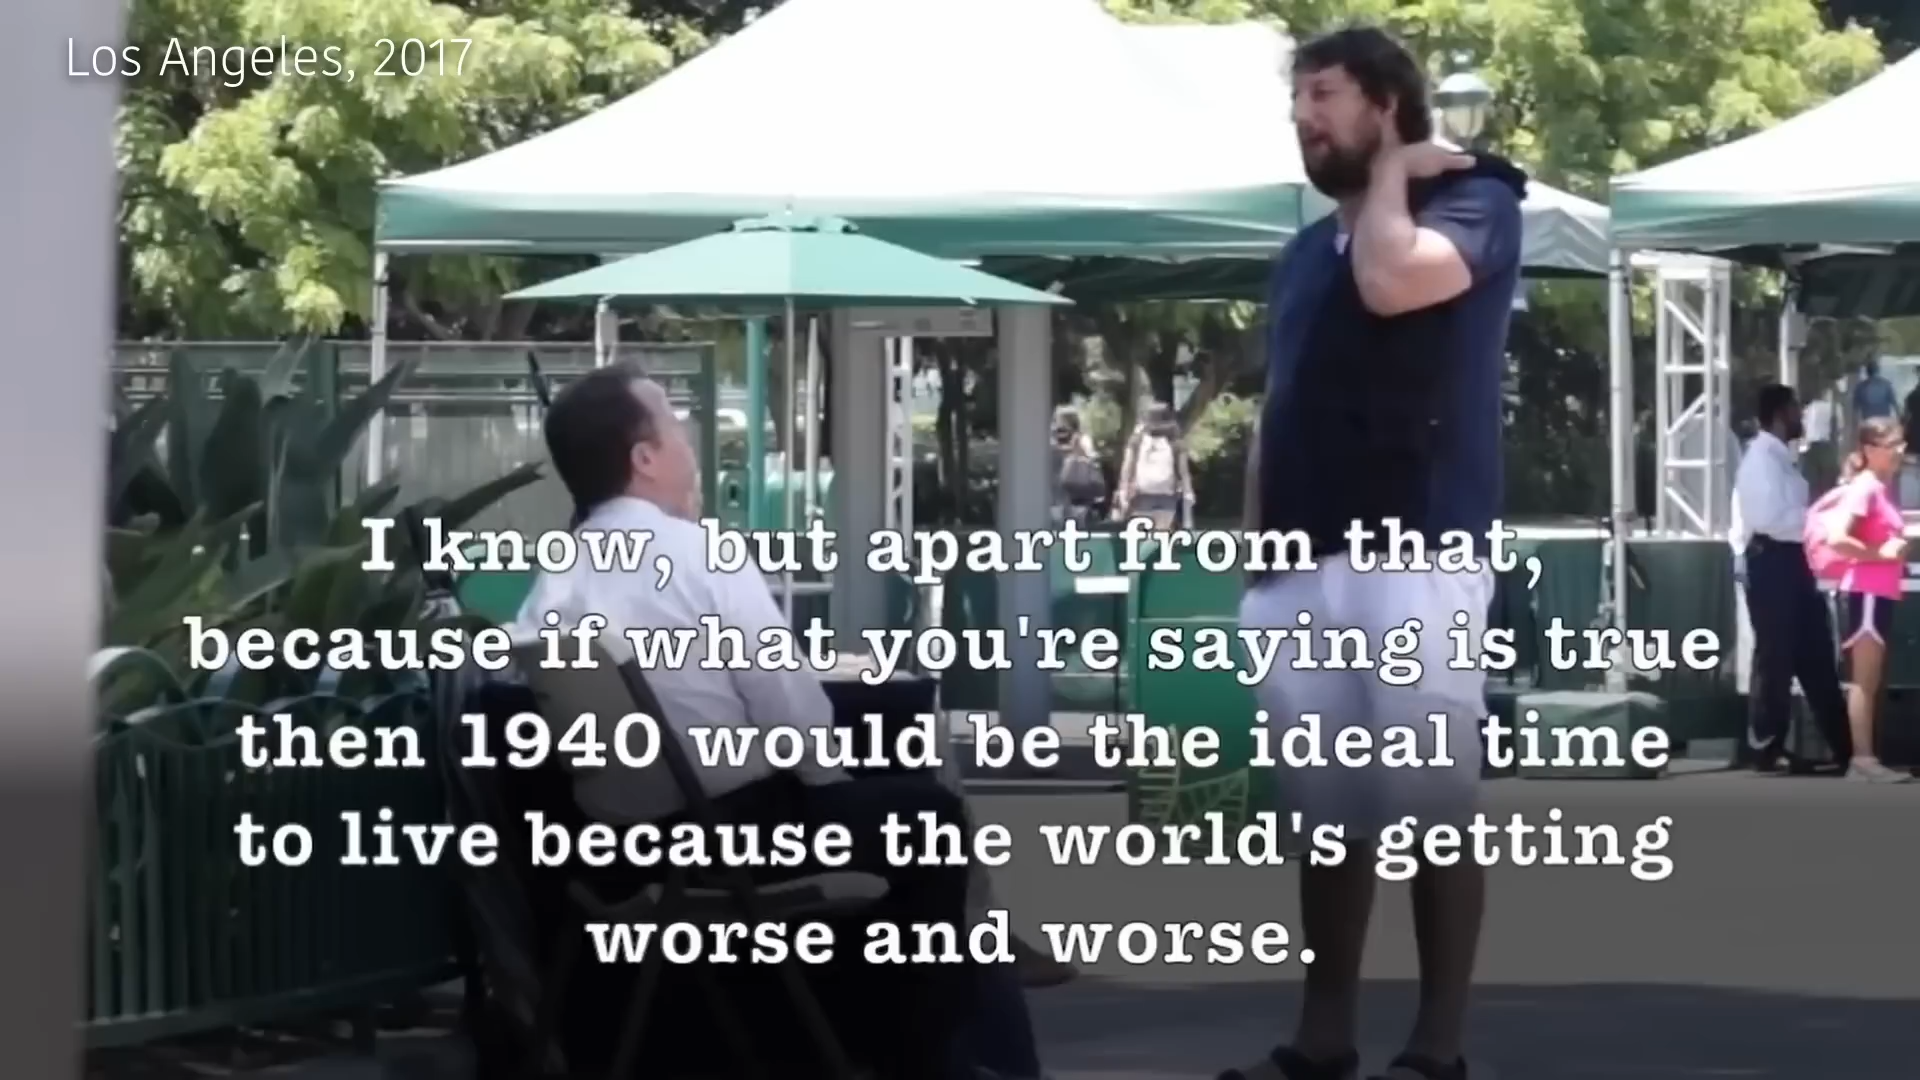 Los Angeles, 2017
I know, but apart from that,
because if what you're saying is true
then 1940 would be the ideal time
to live because the world's getting
worse and worse.